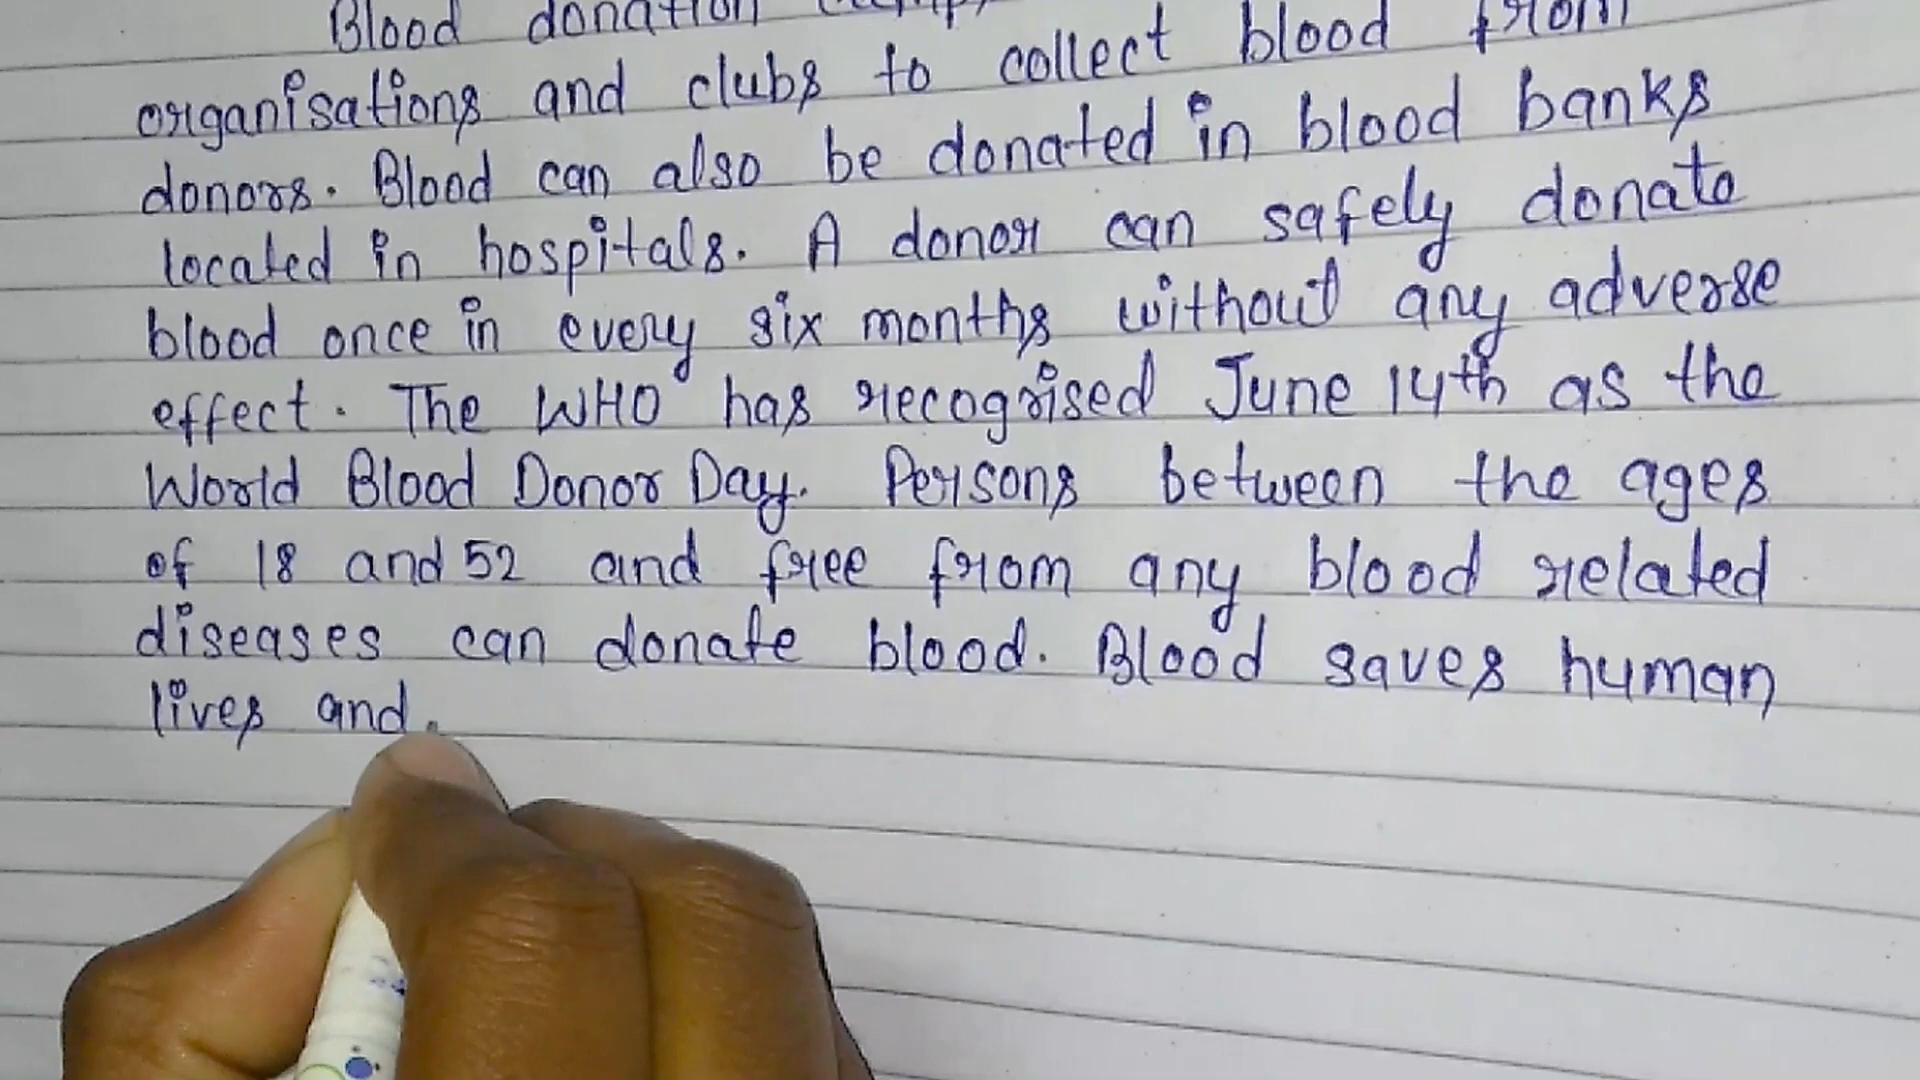 Blood donation
organisations and clubs to collect blood from
donors. Blood can also be donated in blood banks
located in hospitals. A donor can safely donate
blood once in every six months without any adverse
effect. The WHO has recognised June 14th as the
World Blood Donor Day. Persons between the ages
of 18 and 52 and free from any blood related
diseases can donate blood. Blood saves human
lives and